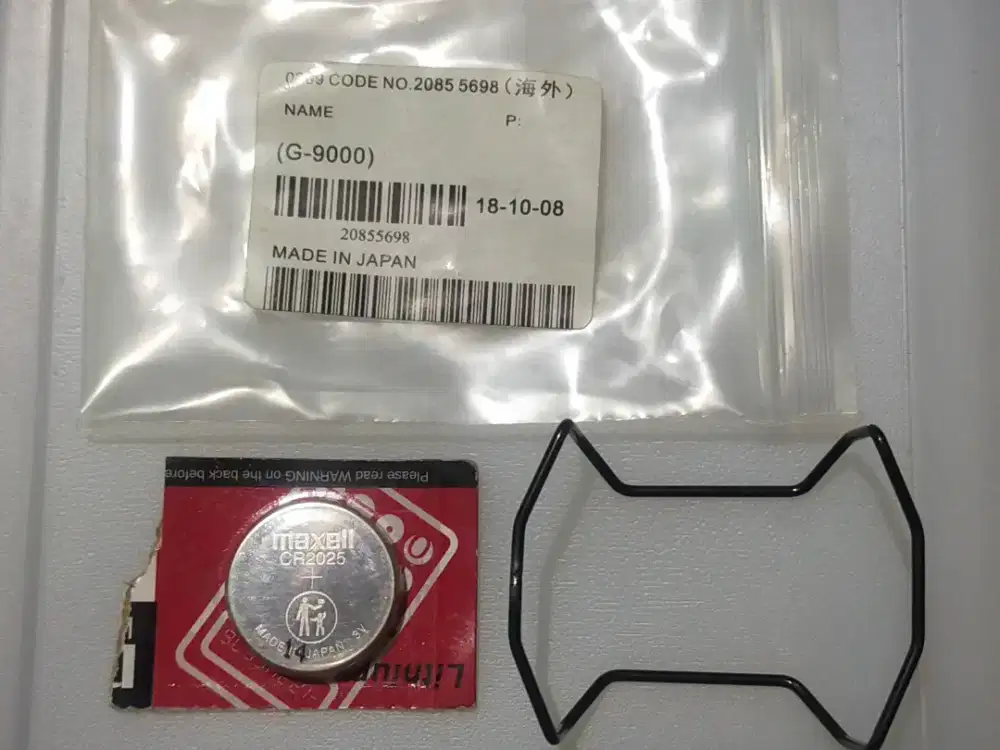 CODE NO.2085 5698 (海外)
NAME
P:
(G-9000)
18-10-08
20855698
MADE IN JAPAN
Please read WARNING on the back before
maxell
CR2025
+
MADE IN JAPAN 3V
14